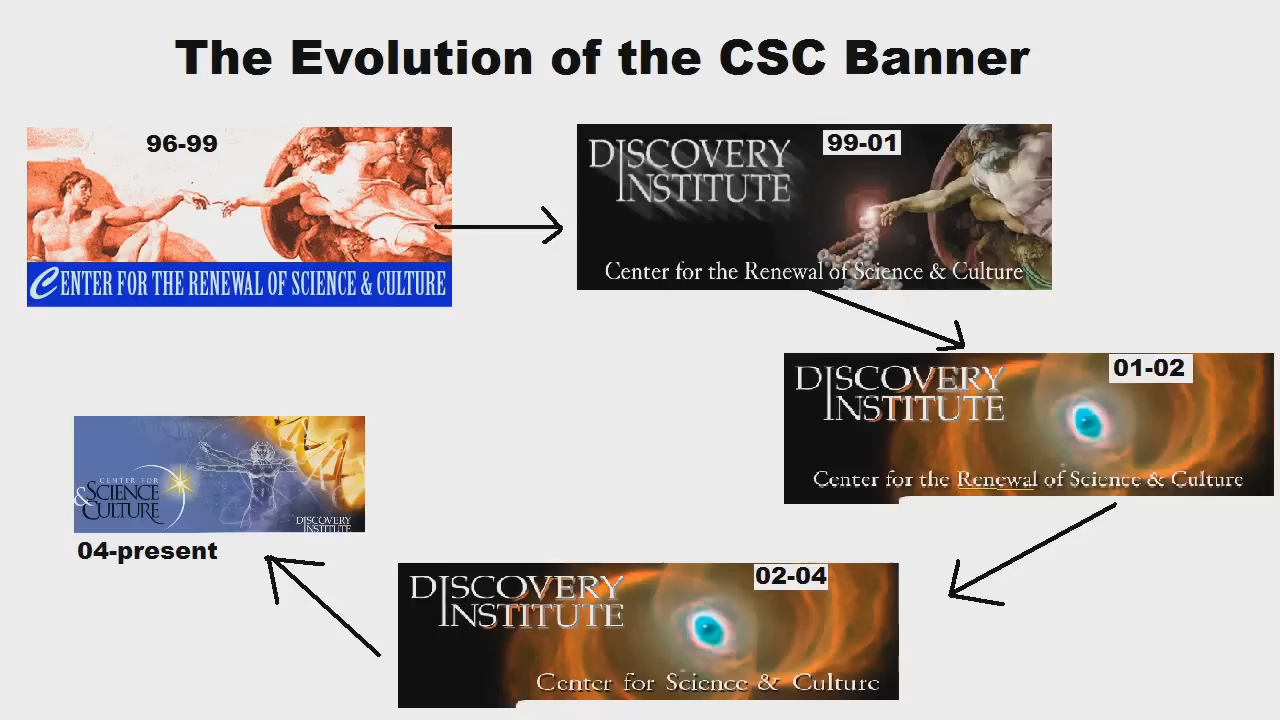 The Evolution of the CSC Banner
96-99
CENTER FOR THE RENEWAL OF SCIENCE & CULTURE
DISCOVERY
INSTITUTE
99-01
Center for the Renewal of Science & Culture
DISCOVERY
INSTITUTE
01-02
Center for the Renewal of Science & Culture
DISCOVERY
INSTITUTE
02-04
Center for Science & Culture
CENTER FOR
SCIENCE
& CULTURE
DISCOVERY
INSTITUTE
04-present